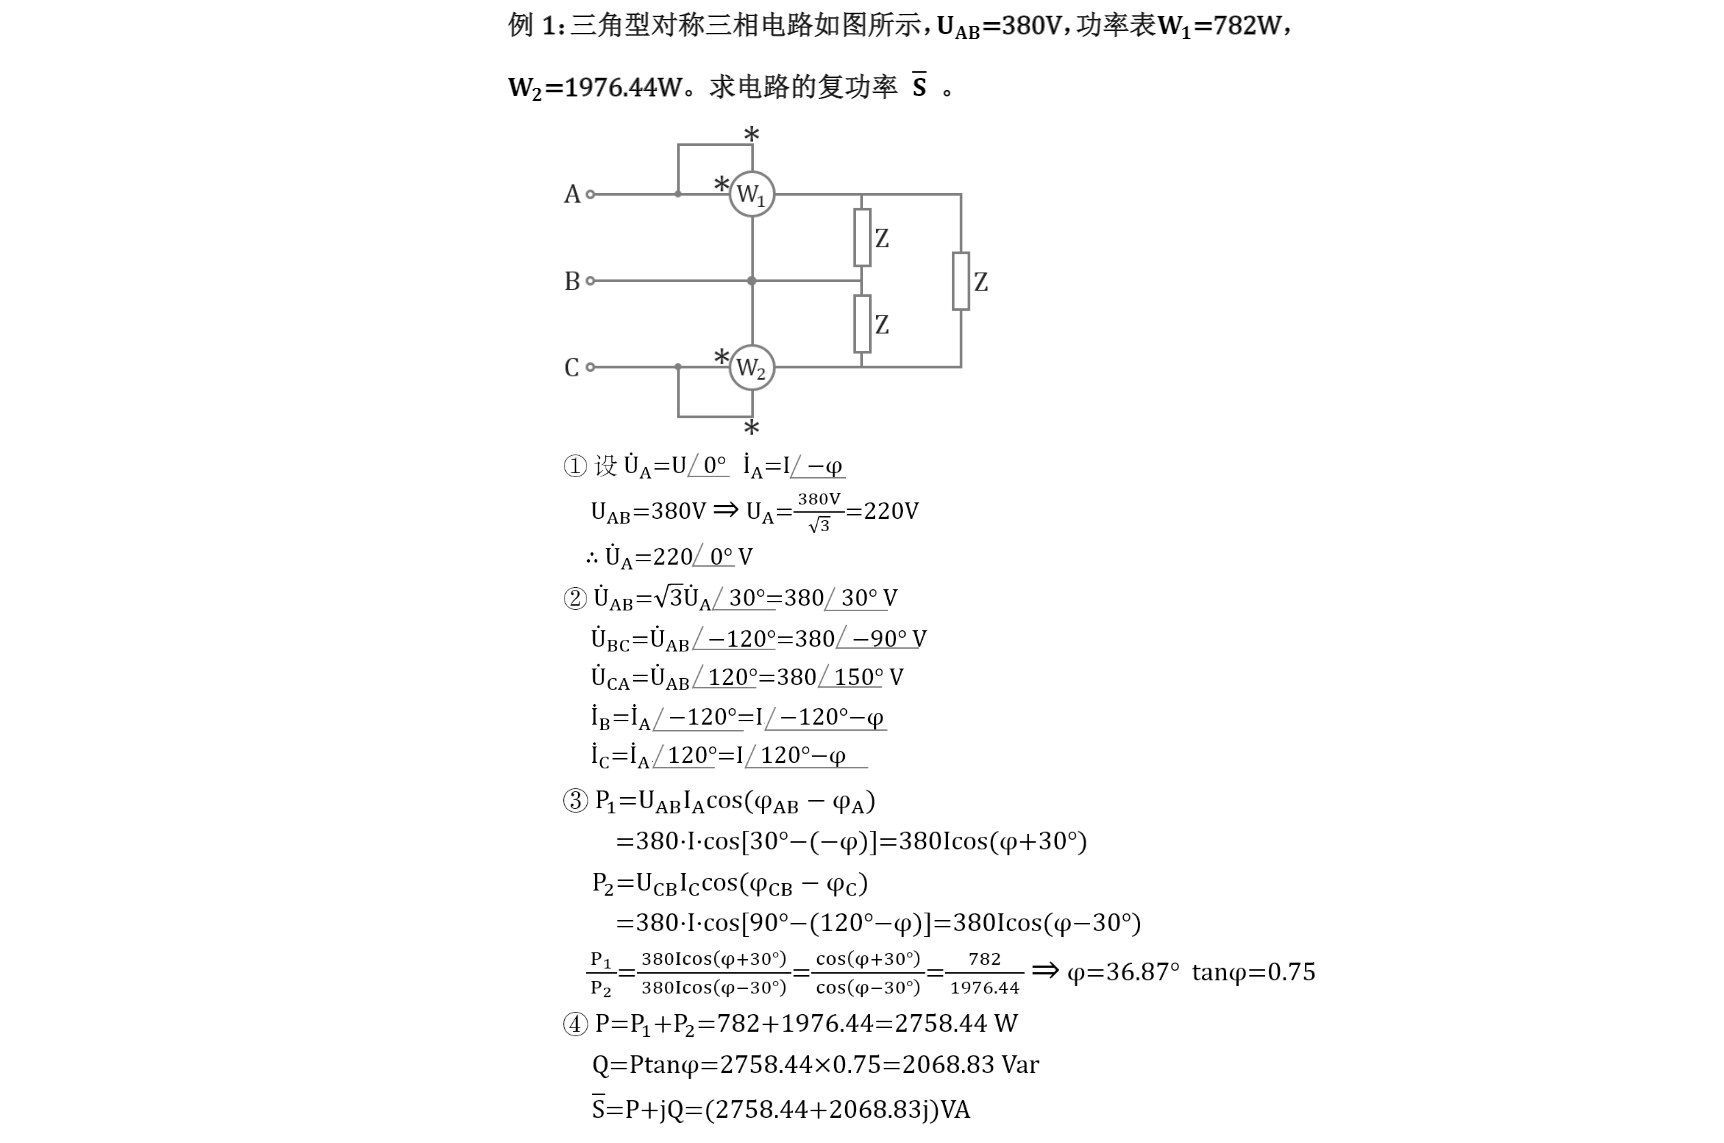 例 1: 三角型对称三相电路如图所示, U_AB=380V, 功率表W₁=782W,
W₂=1976.44W。求电路的复功率 S̅ 。
*
A * W₁
Z
B Z
Z
C * W₂
*
① 设 U̇_A=U∠0° İ_A=I∠−φ
U_AB=380V ⇒ U_A=380V/√3=220V
∴ U̇_A=220∠0° V
② U̇_AB=√3U̇_A∠30°=380∠30° V
U̇_BC=U̇_AB∠−120°=380∠−90° V
U̇_CA=U̇_AB∠120°=380∠150° V
İ_B=İ_A∠−120°=I∠−120°−φ
İ_C=İ_A∠120°=I∠120°−φ
③ P₁=U_AB I_A cos(φ_AB − φ_A)
=380·I·cos[30°−(−φ)]=380Icos(φ+30°)
P₂=U_CB I_C cos(φ_CB − φ_C)
=380·I·cos[90°−(120°−φ)]=380Icos(φ−30°)
P₁/P₂=380Icos(φ+30°)/380Icos(φ−30°)=cos(φ+30°)/cos(φ−30°)=782/1976.44 ⇒ φ=36.87° tanφ=0.75
④ P=P₁+P₂=782+1976.44=2758.44 W
Q=Ptanφ=2758.44×0.75=2068.83 Var
S̅=P+jQ=(2758.44+2068.83j)VA